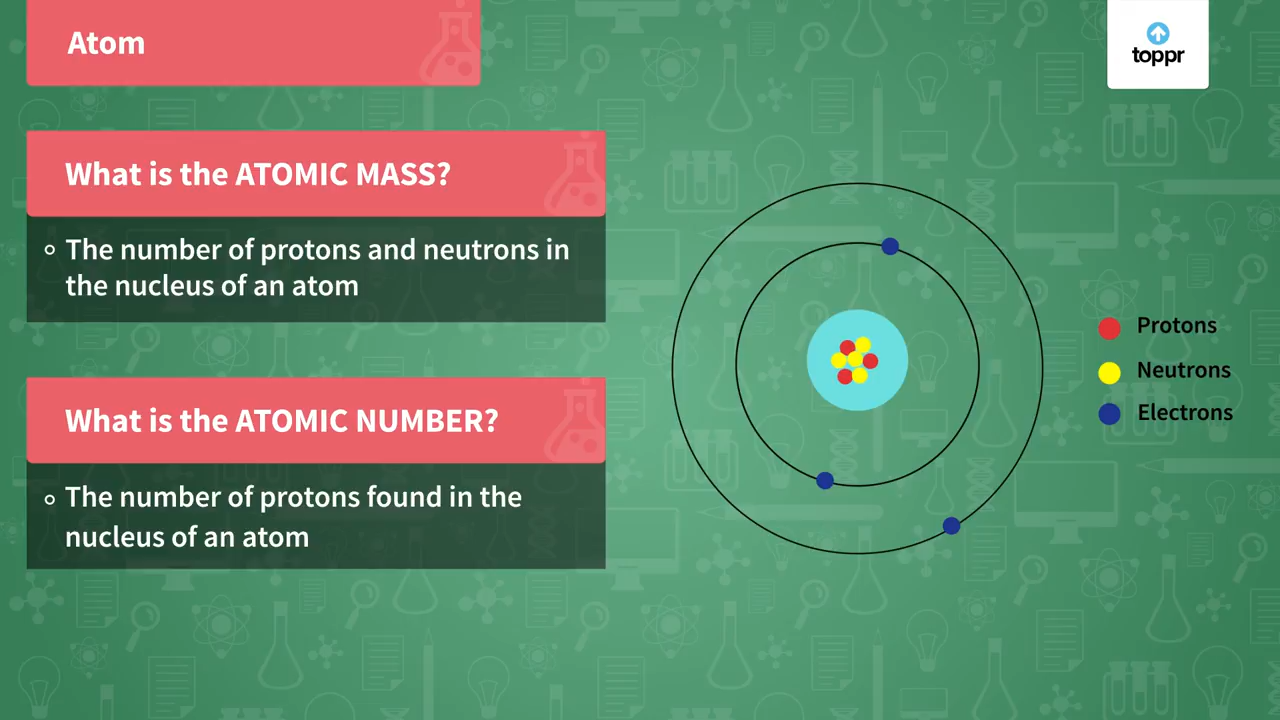 Atom
toppr
What is the ATOMIC MASS?
The number of protons and neutrons in
the nucleus of an atom
What is the ATOMIC NUMBER?
The number of protons found in the
nucleus of an atom
Protons
Neutrons
Electrons